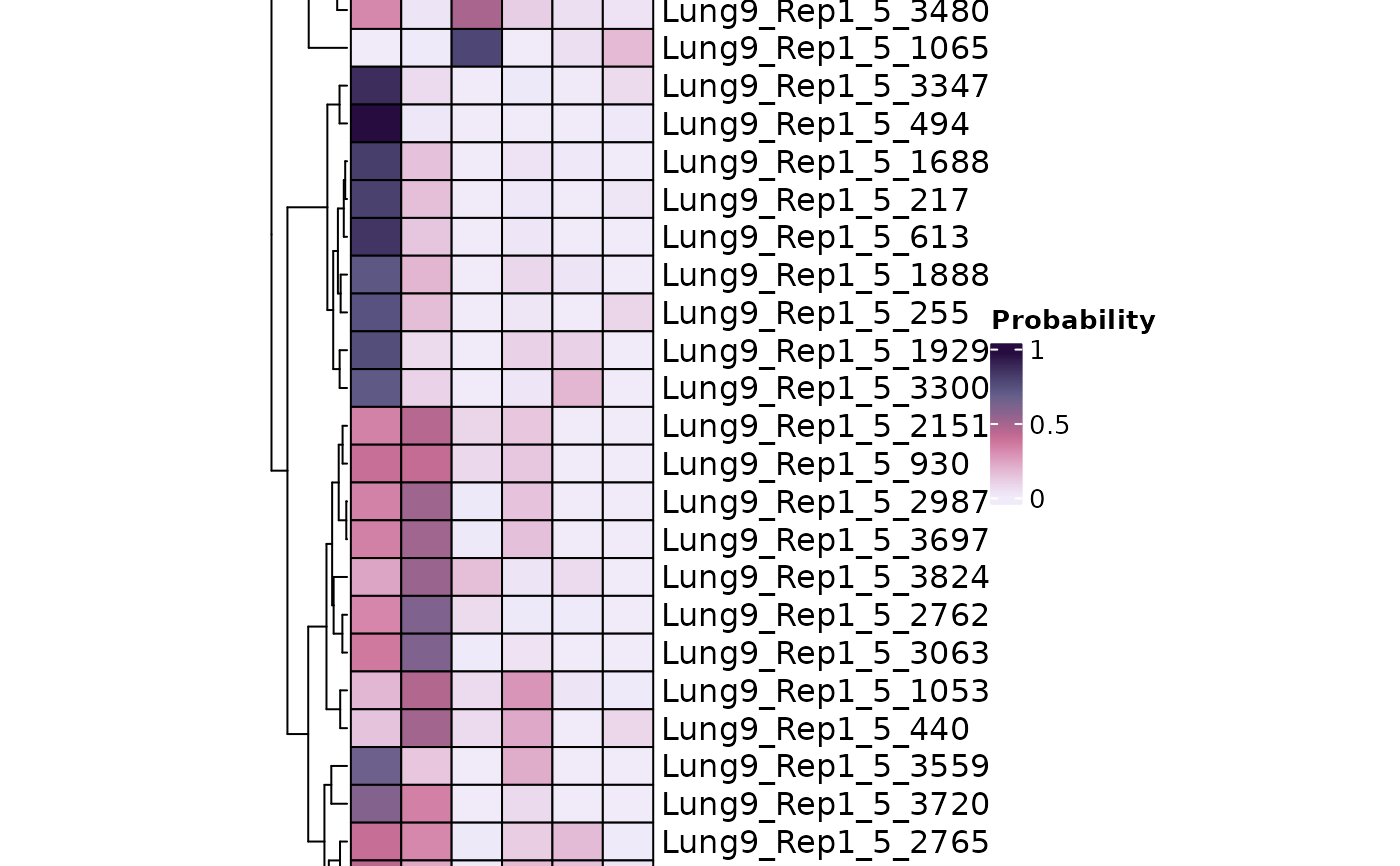 Lung9_Rep1_5_3480
Lung9_Rep1_5_1065
Lung9_Rep1_5_3347
Lung9_Rep1_5_494
Lung9_Rep1_5_1688
Lung9_Rep1_5_217
Lung9_Rep1_5_613
Lung9_Rep1_5_1888
Lung9_Rep1_5_255
Lung9_Rep1_5_1929
Lung9_Rep1_5_3300
Lung9_Rep1_5_2151
Lung9_Rep1_5_930
Lung9_Rep1_5_2987
Lung9_Rep1_5_3697
Lung9_Rep1_5_3824
Lung9_Rep1_5_2762
Lung9_Rep1_5_3063
Lung9_Rep1_5_1053
Lung9_Rep1_5_440
Lung9_Rep1_5_3559
Lung9_Rep1_5_3720
Lung9_Rep1_5_2765
Probability
1
0.5
0